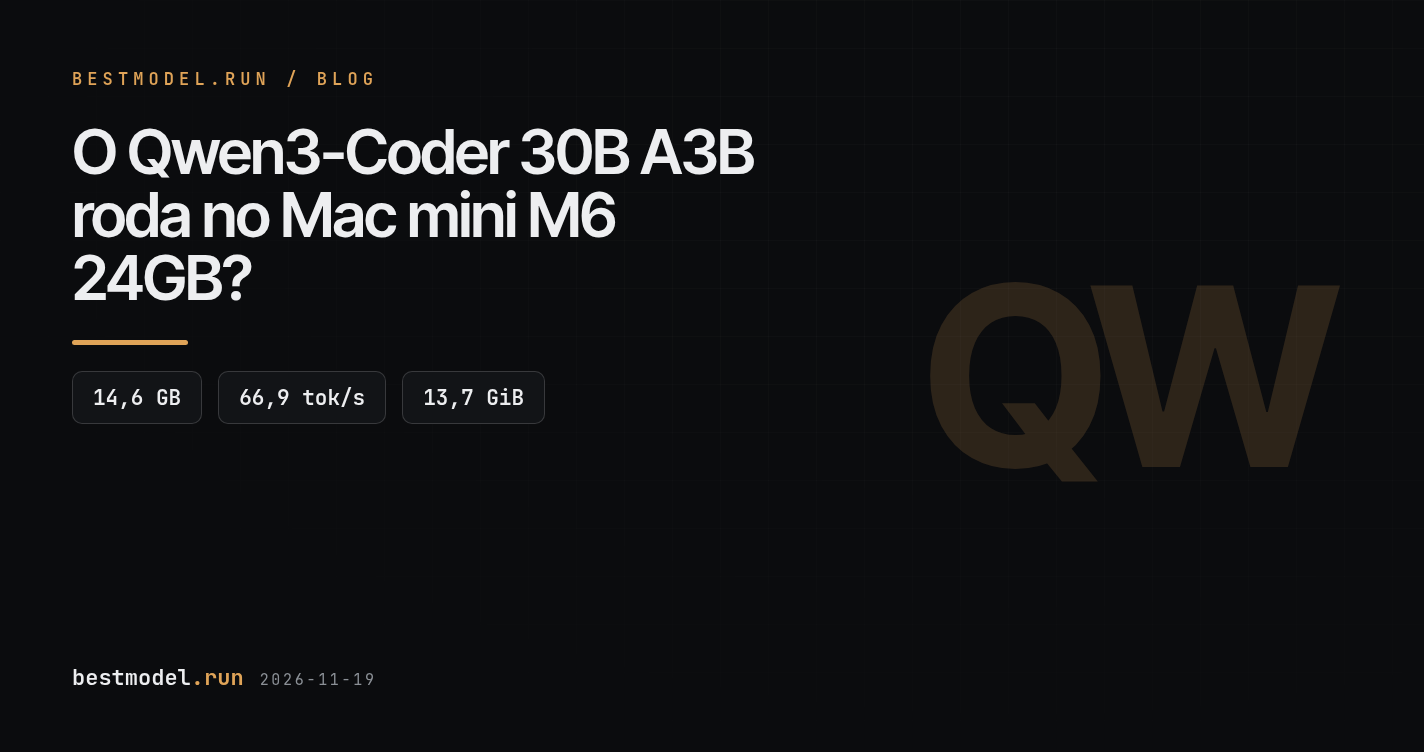 BESTMODEL.RUN / BLOG
O Qwen3-Coder 30B A3B
roda no Mac mini M6
24GB?
14,6 GB
66,9 tok/s
13,7 GiB
QW
bestmodel.run 2026-11-19